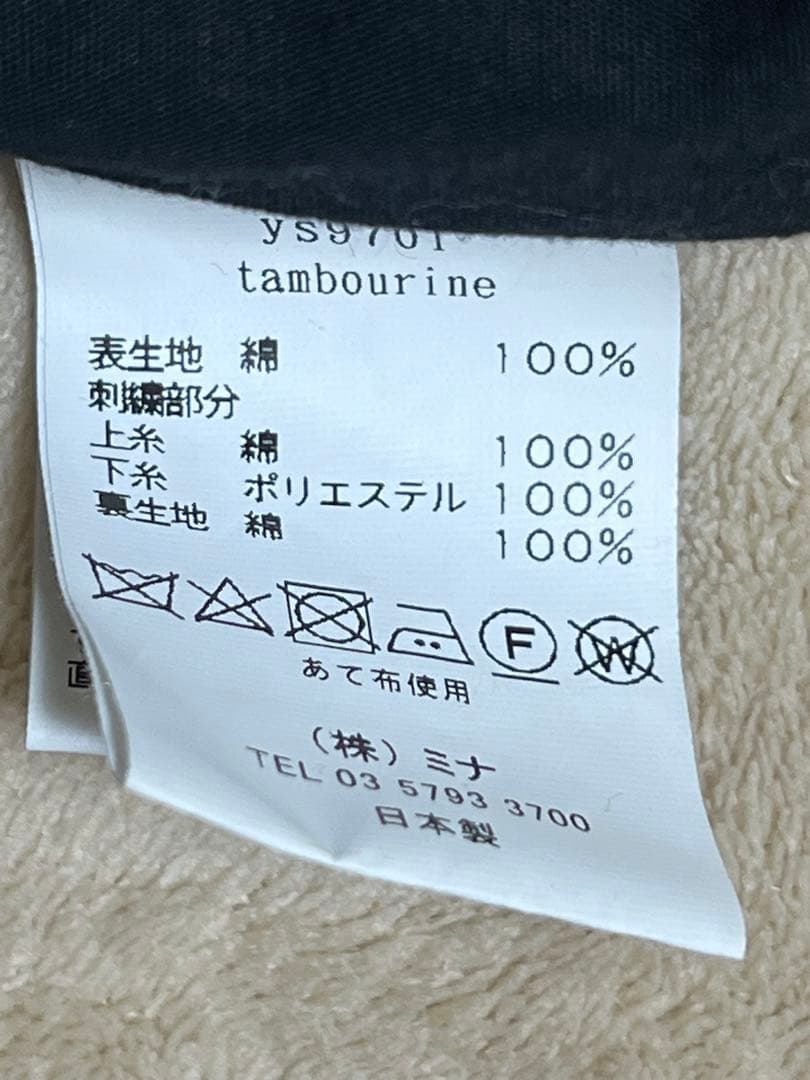 ys9701
tambourine
表生地 綿 100%
刺繍部分
上糸 綿 100%
下糸 ポリエステル 100%
裏生地 綿 100%
F W
あて布使用
(株)ミナ
TEL 03 5793 3700
日本製